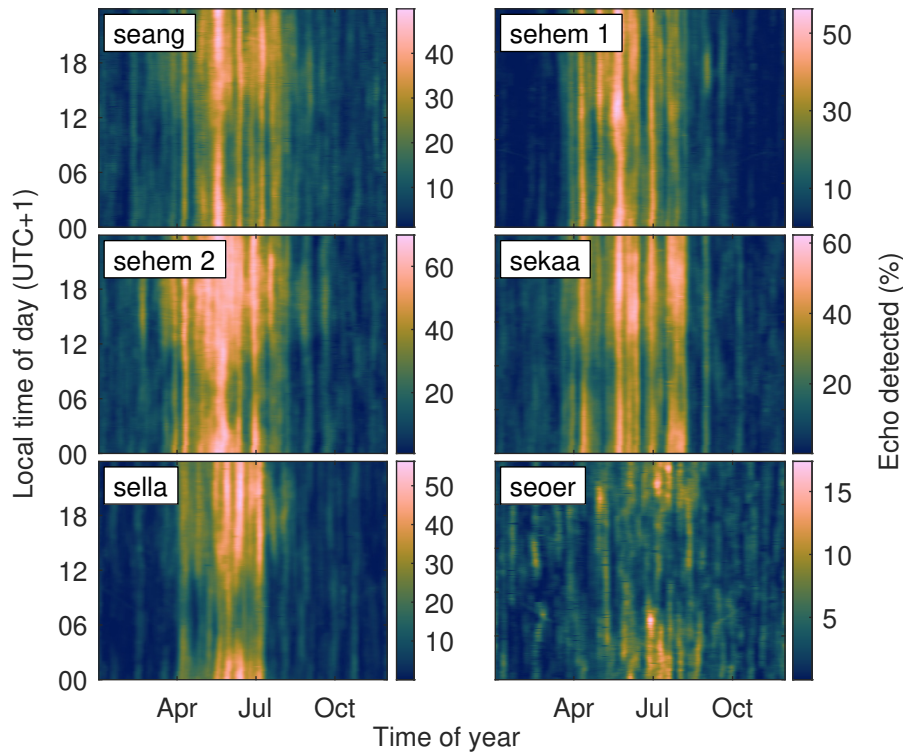 seang
18
12
06
00
40
30
20
10
sehem 1
50
30
10
sehem 2
18
12
06
00
60
40
20
sekaa
60
40
20
sella
18
12
06
00
Apr
Jul
Oct
50
40
30
20
10
seoer
Apr
Jul
Oct
15
10
5
Local time of day (UTC+1)
Echo detected (%)
Time of year